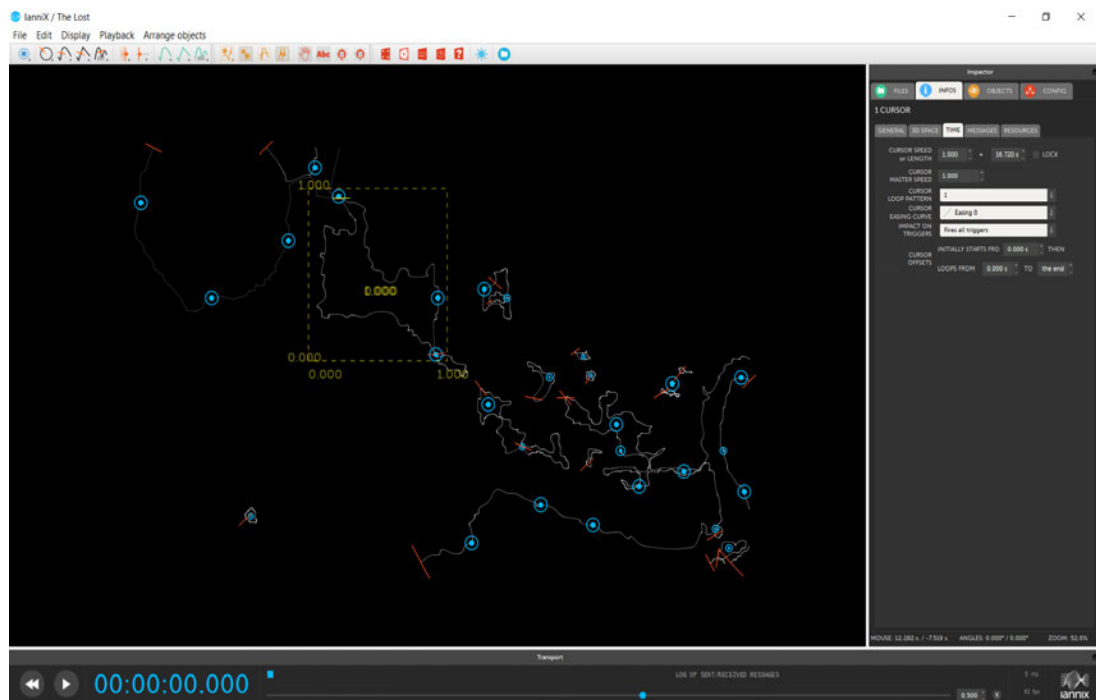 IanniX / The Lost
File Edit Display Playback Arrange objects
Abc
Inspector
FILES INFOS OBJECTS CONFIG
1 CURSOR
GENERAL 3D SPACE TIME MESSAGES RESOURCES
CURSOR SPEED or LENGTH 1.000 = 16.720 s LOCK
CURSOR MASTER SPEED 1.000
CURSOR LOOP PATTERN 1
CURSOR EASING CURVE Easing 0
IMPACT ON TRIGGERS Fires all triggers
CURSOR OFFSETS INITIALLY STARTS FRO 0.000 s THEN
LOOPS FROM 0.000 s TO the end
1.000
0.000
0.000
1.000
MOUSE: 12.282 s / -7.519 s ANGLES: 0.000° / 0.000° ZOOM: 52.6%
Transport
00:00:00.000
LOG OF SENT/RECEIVED MESSAGES
0.500
5 ms
iannix